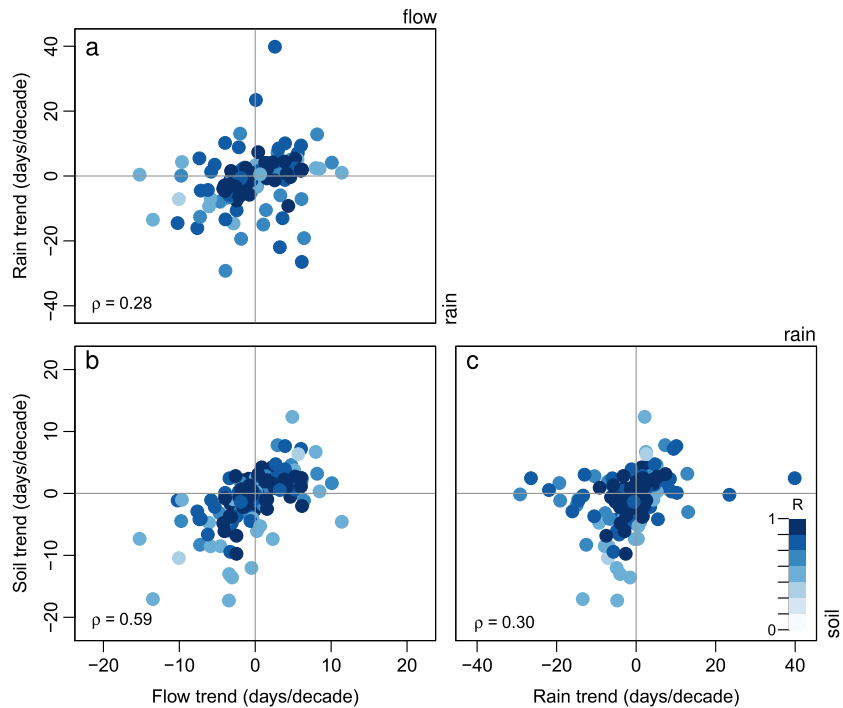 flow
a
Rain trend (days/decade)
40
20
0
−20
−40
ρ = 0.28
rain
rain
b
Soil trend (days/decade)
20
10
0
−10
−20
ρ = 0.59
−20
−10
0
10
20
Flow trend (days/decade)
c
R
1
0
ρ = 0.30
soil
−40
−20
0
20
40
Rain trend (days/decade)